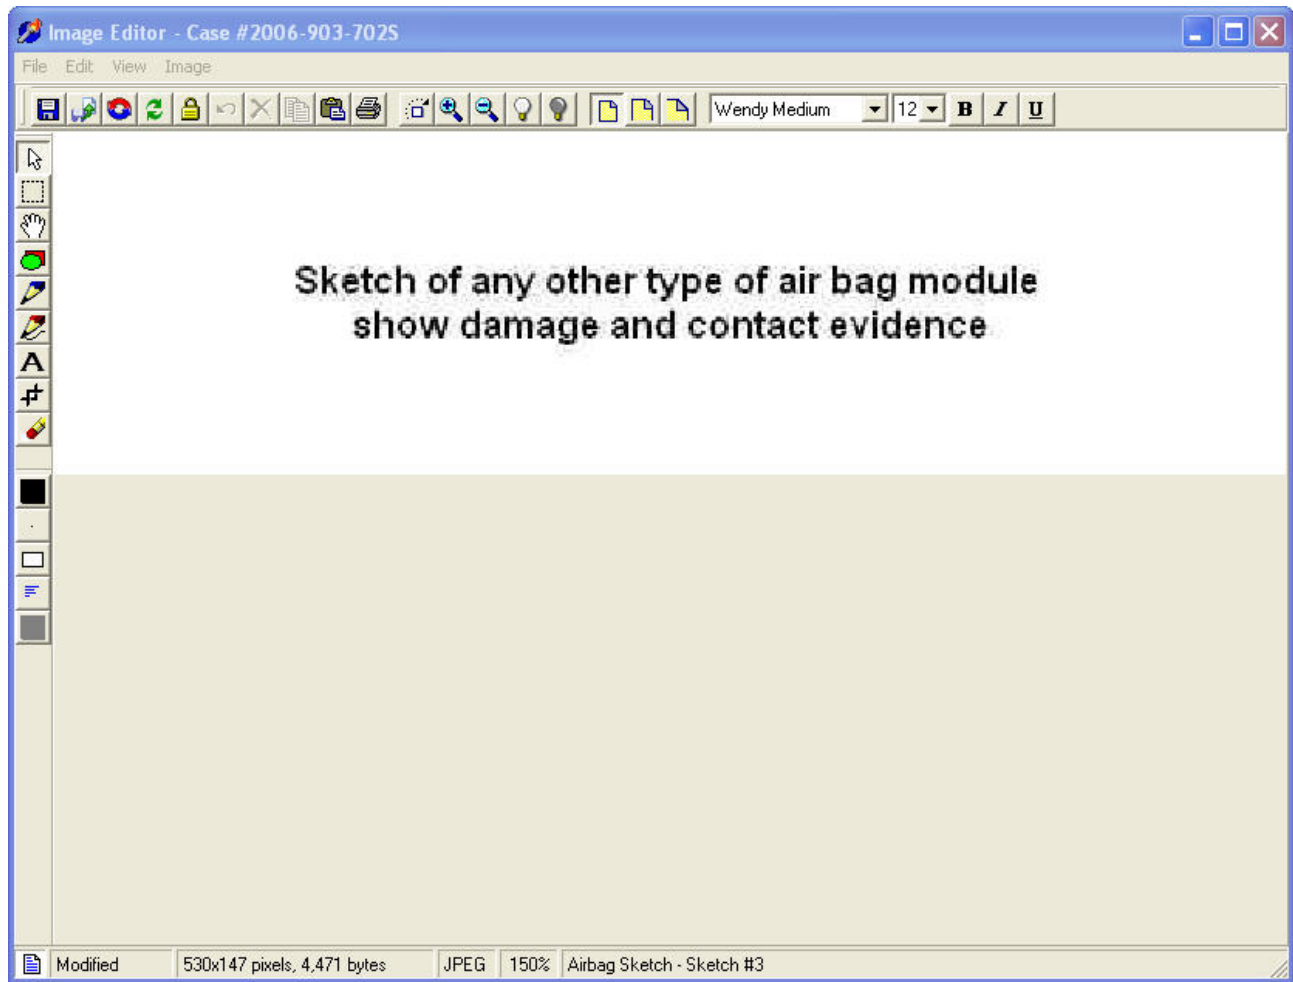 Image Editor - Case #2006-903-702S
File Edit View Image
Wendy Medium 12 B I U
A
Sketch of any other type of air bag module
show damage and contact evidence
Modified 530x147 pixels, 4,471 bytes JPEG 150% Airbag Sketch - Sketch #3